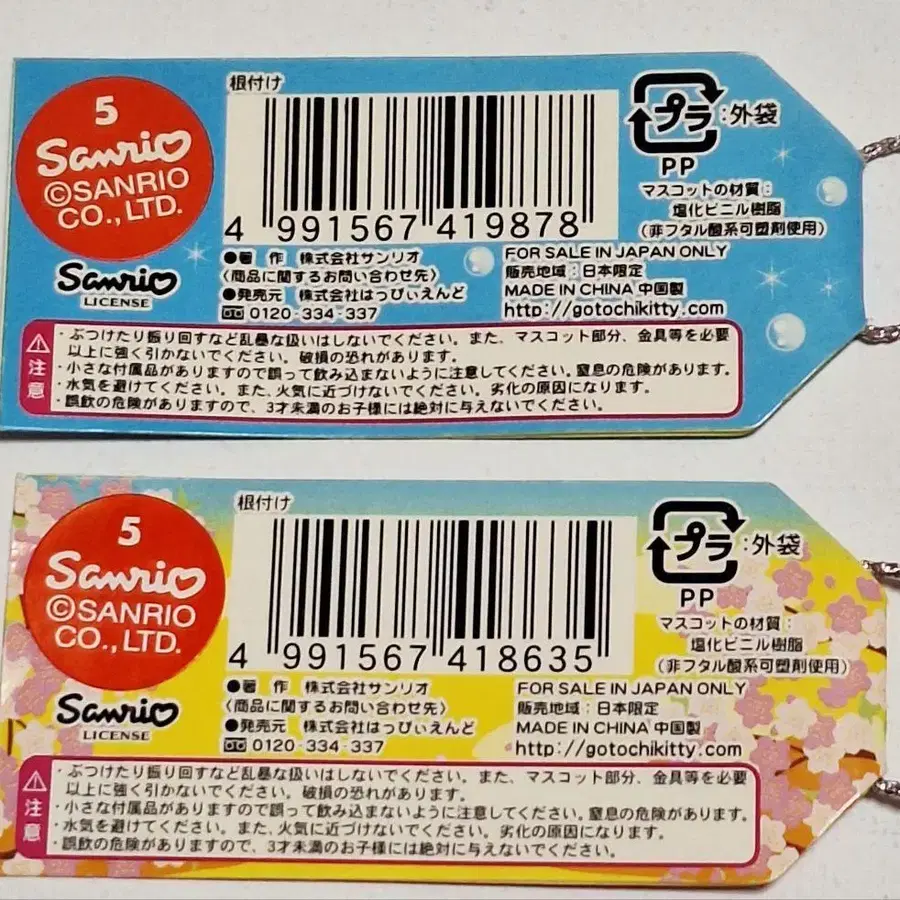 5
Sanrio
©SANRIO
CO.,LTD.
Sanrio
LICENSE
根付け
4 991567 419878
●著 作 株式会社サンリオ
〈商品に関するお問い合わせ先〉
●発売元 株式会社はっぴぃえんど
0120-334-337
プラ:外袋
PP
マスコットの材質:
塩化ビニル樹脂
(非フタル酸系可塑剤使用)
FOR SALE IN JAPAN ONLY
販売地域:日本限定
MADE IN CHINA 中国製
http://gotochikitty.com
注意
・ぶつけたり振り回すなど乱暴な扱いはしないでください。また、マスコット部分、金具等を必要
以上に強く引かないでください。破損の恐れがあります。
・小さな付属品がありますので誤って飲み込まないように注意してください。窒息の危険があります。
・水気を避けてください。また、火気に近づけないでください。劣化の原因になります。
・誤飲の危険がありますので、3才未満のお子様には絶対に与えないでください。
5
Sanrio
©SANRIO
CO.,LTD.
Sanrio
LICENSE
根付け
4 991567 418635
●著 作 株式会社サンリオ
〈商品に関するお問い合わせ先〉
●発売元 株式会社はっぴぃえんど
0120-334-337
プラ:外袋
PP
マスコットの材質:
塩化ビニル樹脂
(非フタル酸系可塑剤使用)
FOR SALE IN JAPAN ONLY
販売地域:日本限定
MADE IN CHINA 中国製
http://gotochikitty.com
注意
・ぶつけたり振り回すなど乱暴な扱いはしないでください。また、マスコット部分、金具等を必要
以上に強く引かないでください。破損の恐れがあります。
・小さな付属品がありますので誤って飲み込まないように注意してください。窒息の危険があります。
・水気を避けてください。また、火気に近づけないでください。劣化の原因になります。
・誤飲の危険がありますので、3才未満のお子様には絶対に与えないでください。